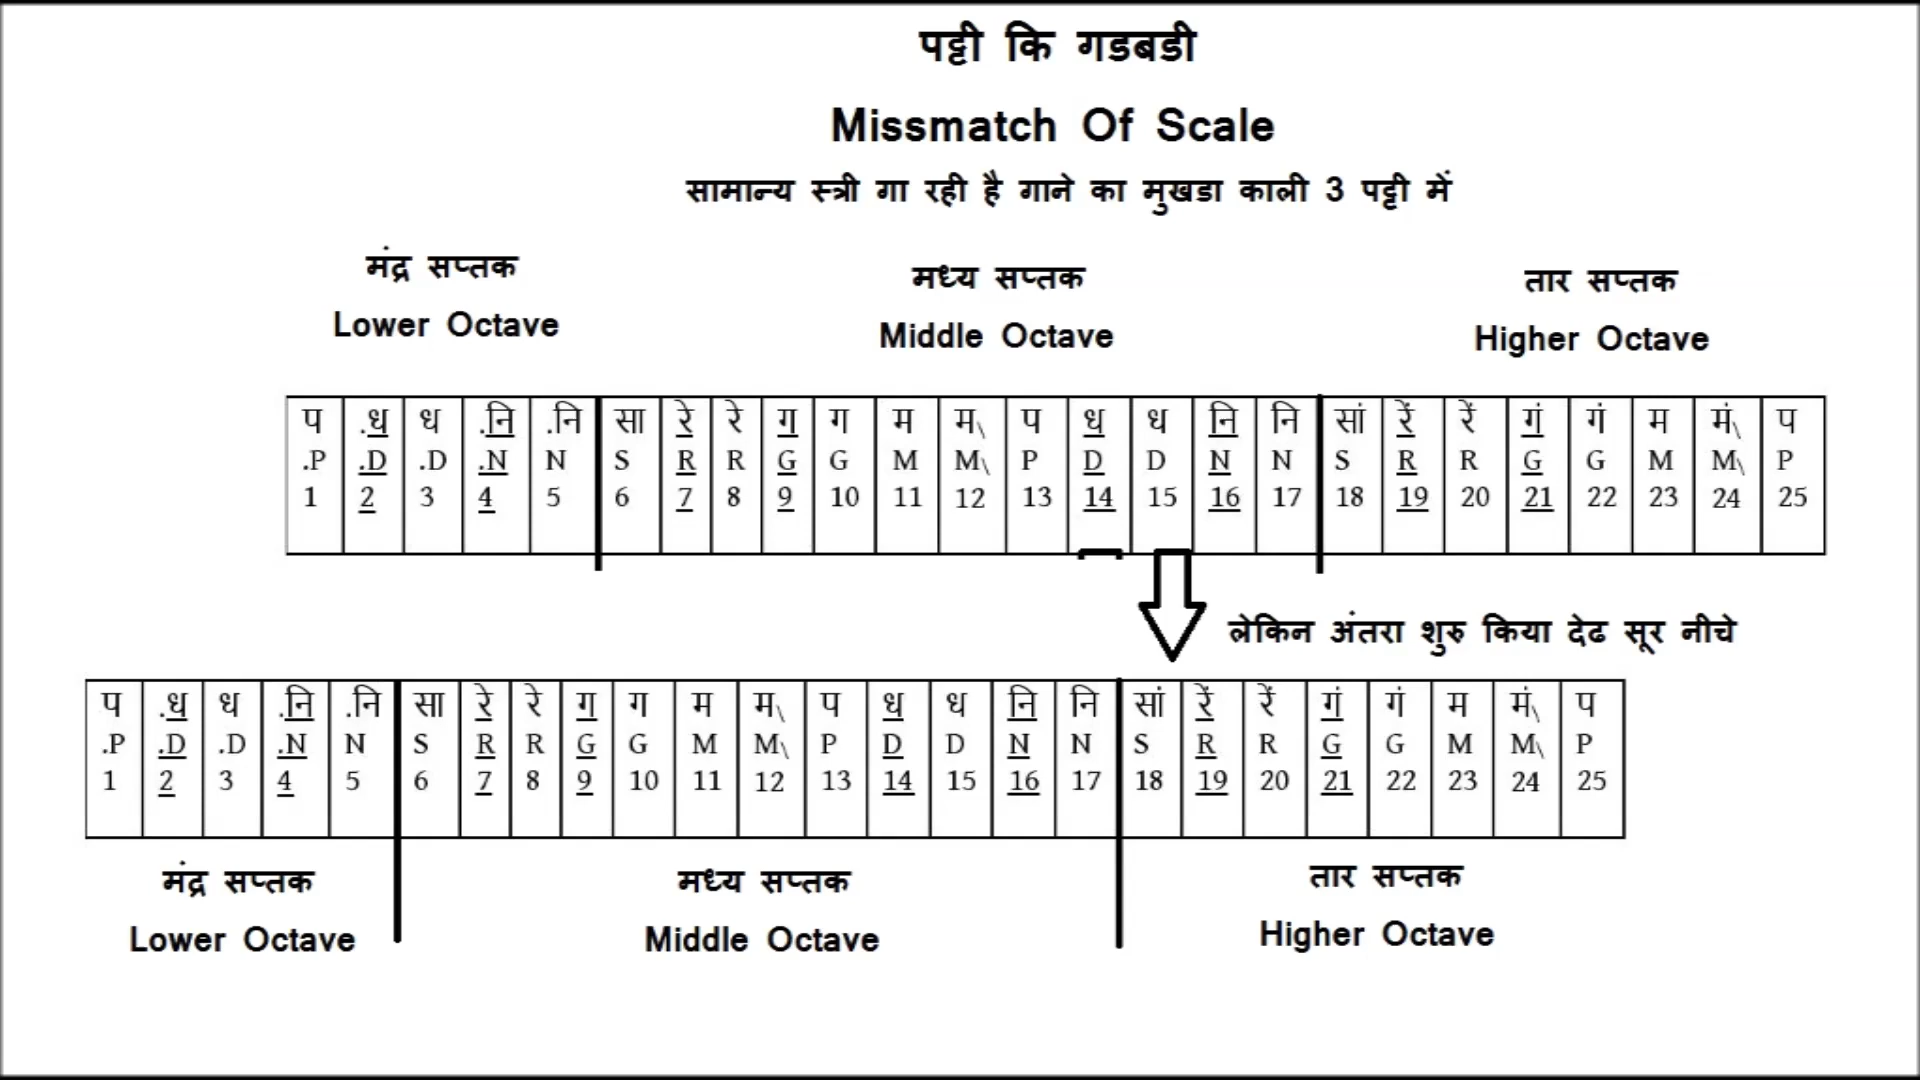 पट्टी कि गडबडी
Missmatch Of Scale
सामान्य स्त्री गा रही है गाने का मुखडा काली 3 पट्टी में
मंद्र सप्तक मध्य सप्तक तार सप्तक
Lower Octave Middle Octave Higher Octave
प .ध ध .नि .नि सा रे रे ग ग म म\ प ध ध नि नि सां रें रें गं गं म मं\ प
.P .D .D .N N S R R G G M M\ P D D N N S R R G G M M\ P
1 2 3 4 5 6 7 8 9 10 11 12 13 14 15 16 17 18 19 20 21 22 23 24 25
लेकिन अंतरा शुरु किया देढ सूर नीचे
प .ध ध .नि .नि सा रे रे ग ग म म\ प ध ध नि नि सां रें रें गं गं म मं\ प
.P .D .D .N N S R R G G M M\ P D D N N S R R G G M M\ P
1 2 3 4 5 6 7 8 9 10 11 12 13 14 15 16 17 18 19 20 21 22 23 24 25
मंद्र सप्तक मध्य सप्तक तार सप्तक
Lower Octave Middle Octave Higher Octave